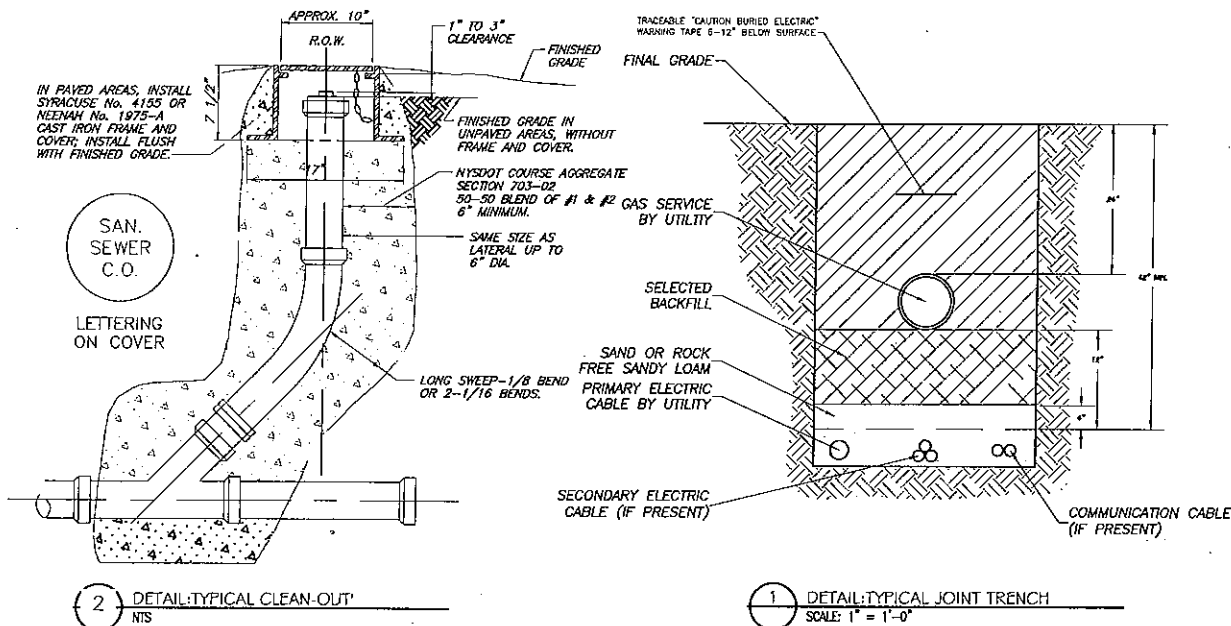 APPROX. 10"
R.O.W.
1" TO 3"
CLEARANCE
FINISHED
GRADE
IN PAVED AREAS, INSTALL
SYRACUSE No. 4155 OR
NEENAH No. 1975-A
CAST IRON FRAME AND
COVER; INSTALL FLUSH
WITH FINISHED GRADE.
7 1/2"
FINISHED GRADE IN
UNPAVED AREAS, WITHOUT
FRAME AND COVER.
17"
NYSDOT COURSE AGGREGATE
SECTION 703-02
50-50 BLEND OF #1 & #2
6" MINIMUM.
SAME SIZE AS
LATERAL UP TO
6" DIA.
SAN.
SEWER
C.O.
LETTERING
ON COVER
LONG SWEEP-1/8 BEND
OR 2-1/16 BENDS.
2
DETAIL:TYPICAL CLEAN-OUT'
NTS
TRACEABLE "CAUTION BURIED ELECTRIC"
WARNING TAPE 6-12" BELOW SURFACE
FINAL GRADE
GAS SERVICE
BY UTILITY
SELECTED
BACKFILL
SAND OR ROCK
FREE SANDY LOAM
PRIMARY ELECTRIC
CABLE BY UTILITY
SECONDARY ELECTRIC
CABLE (IF PRESENT)
COMMUNICATION CABLE
(IF PRESENT)
24"
42" MIN.
12"
4"
1
DETAIL:TYPICAL JOINT TRENCH
SCALE: 1" = 1'-0"